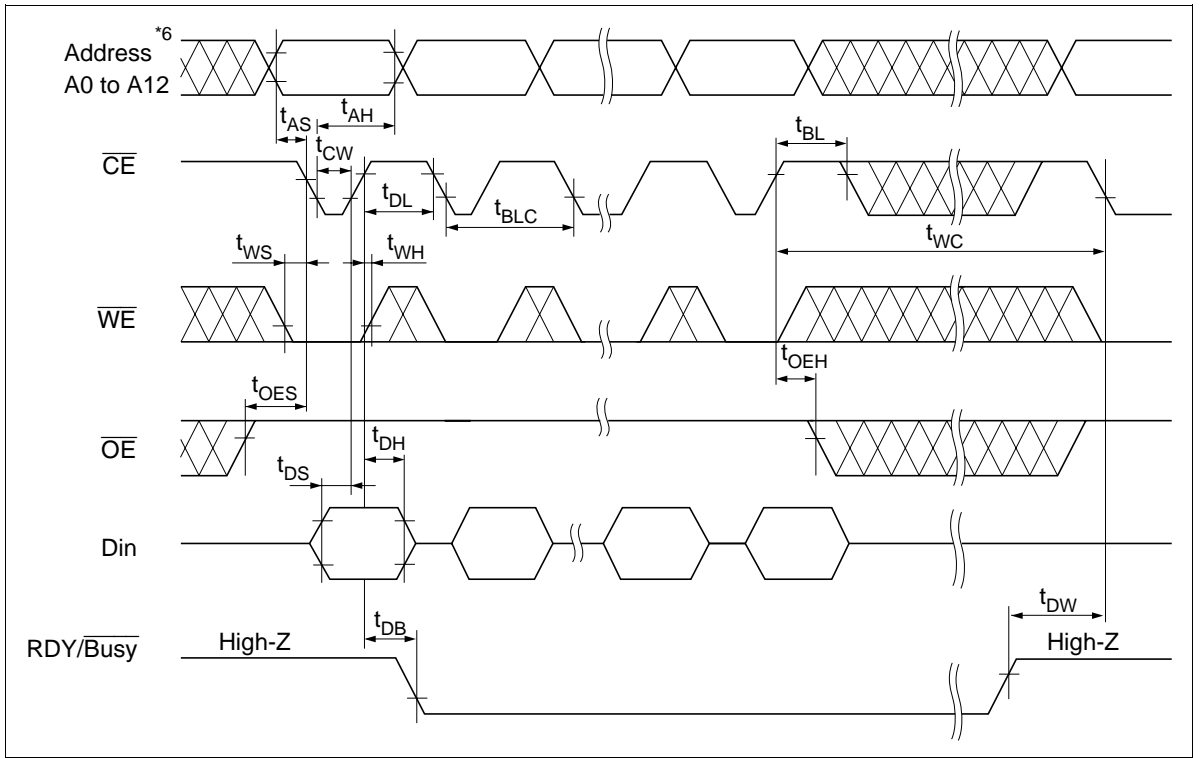 Address *6
A0 to A12
tAS
tAH
tBL
CE
tCW
tDL
tBLC
tWC
tWS
tWH
WE
tOEH
tOES
OE
tDH
tDS
Din
tDW
tDB
RDY/Busy
High-Z
High-Z